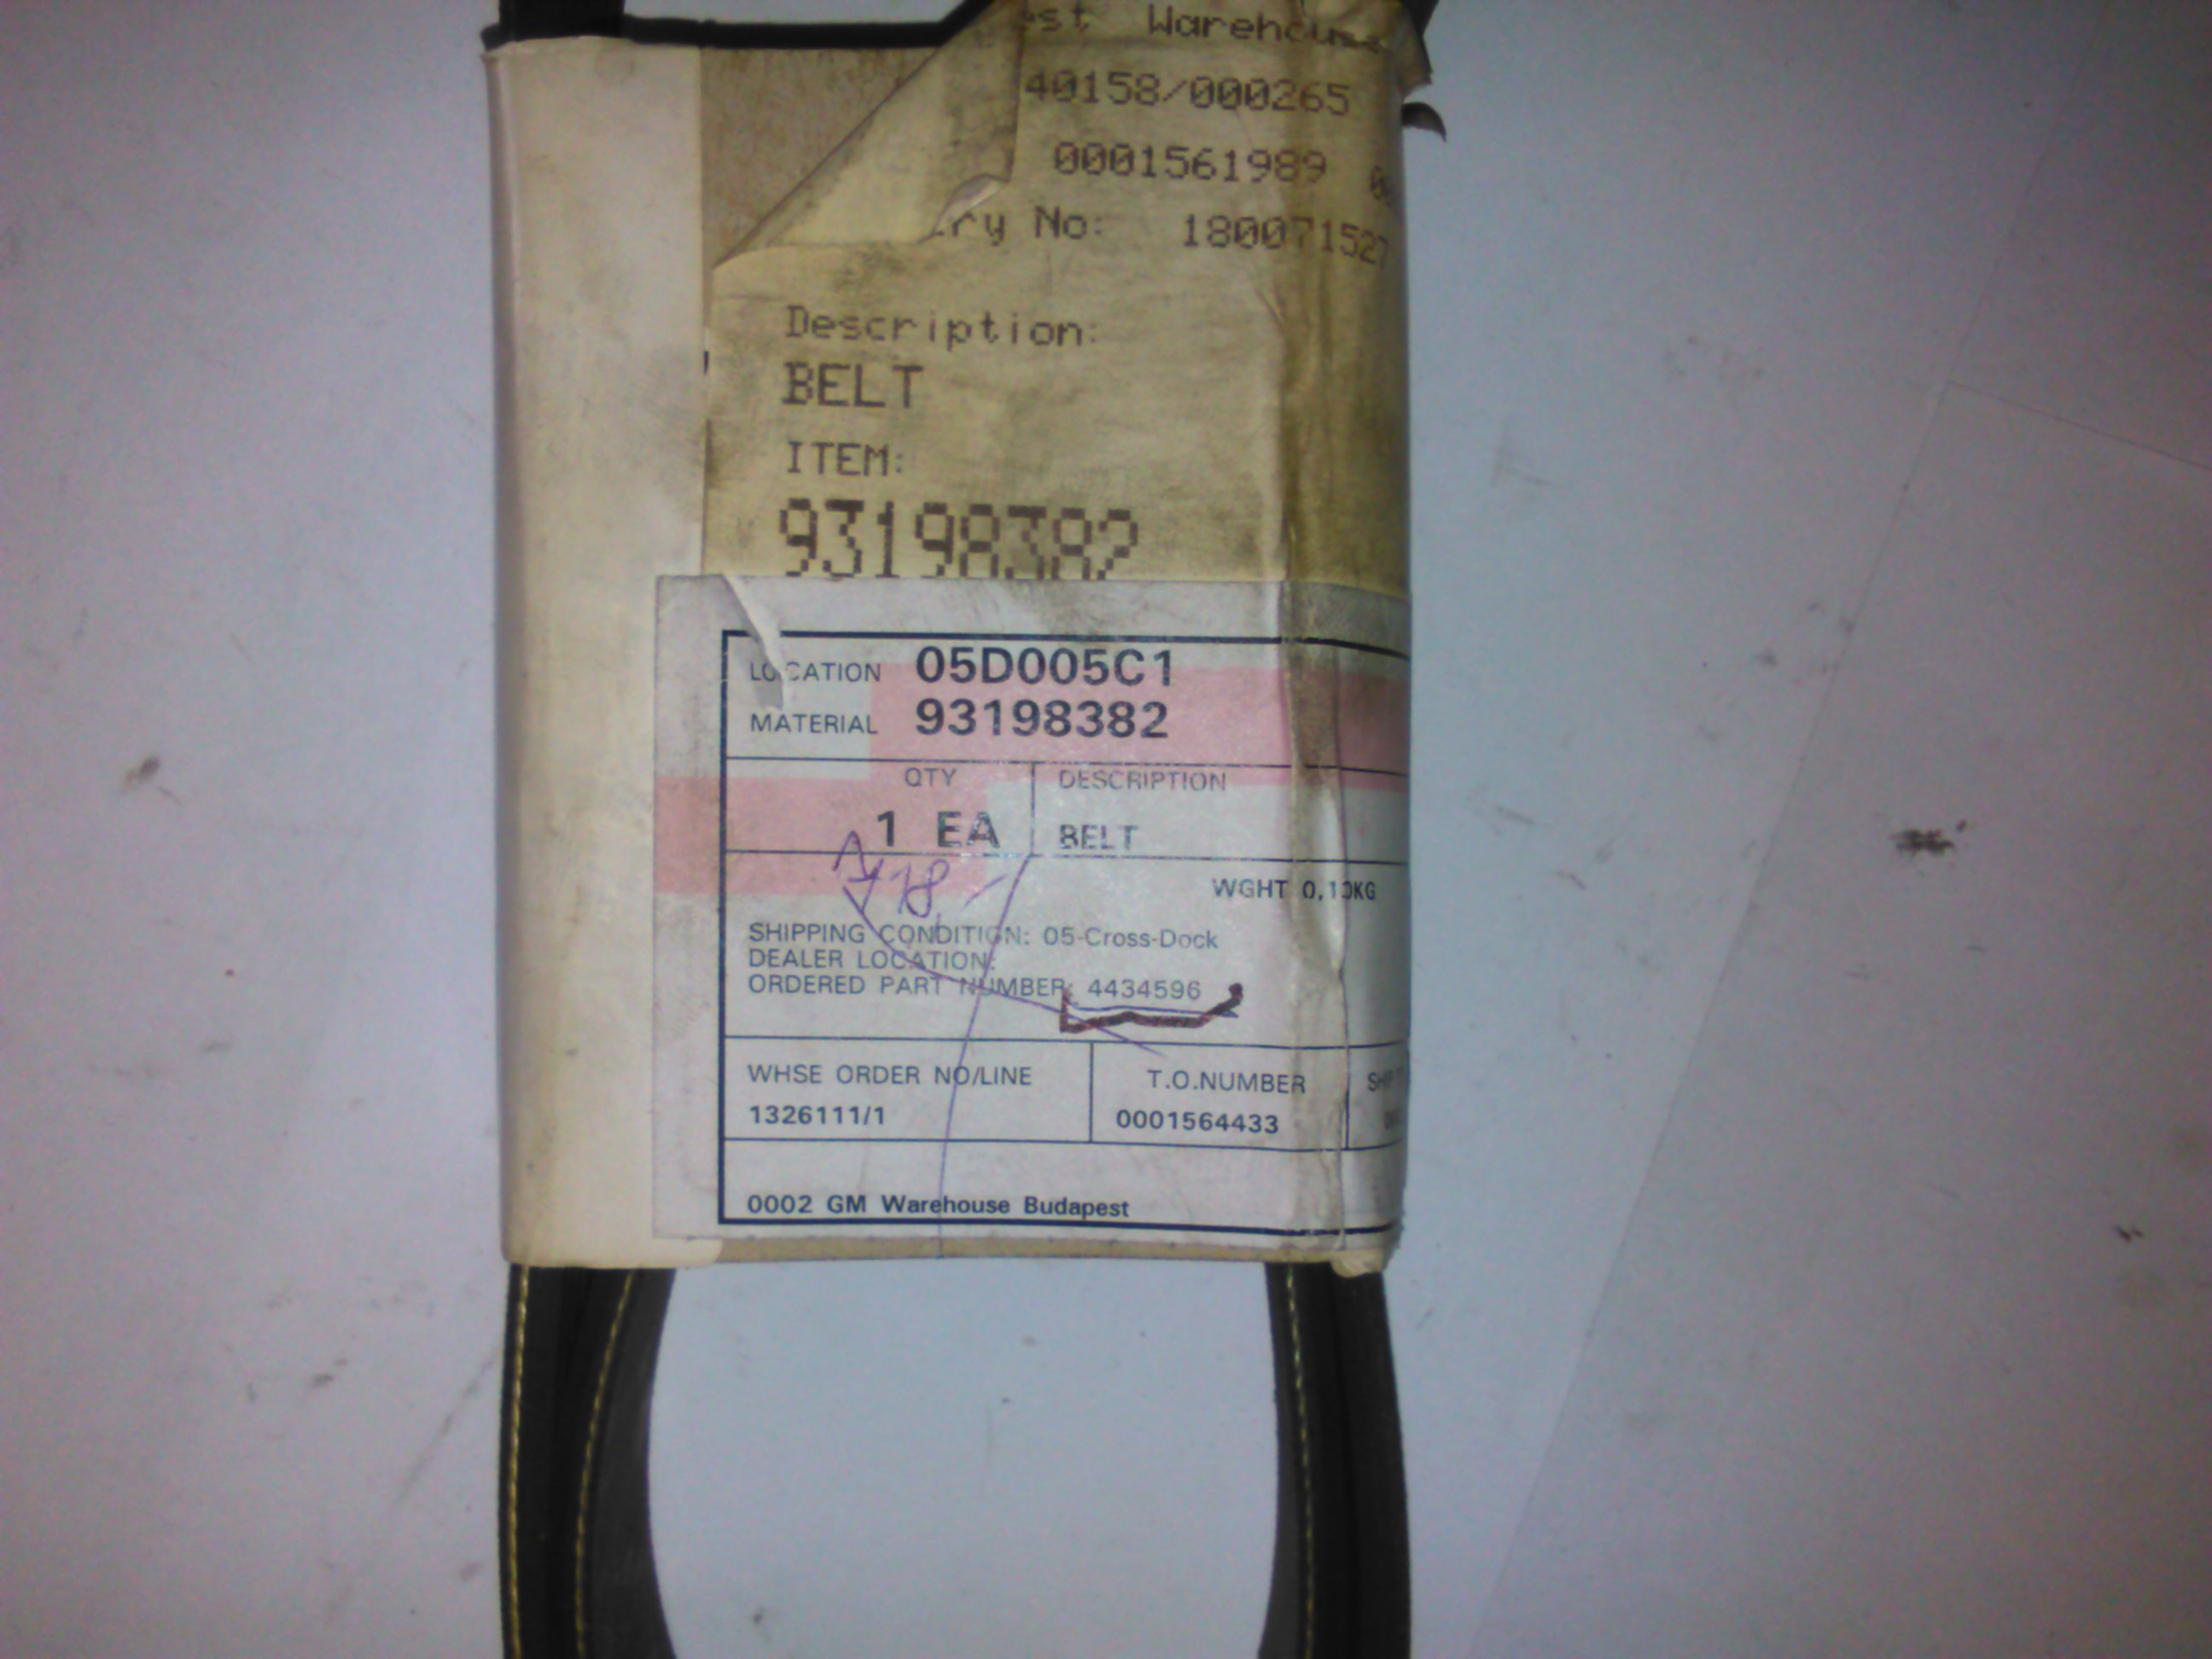 Warehouse
40158/000265
0001561989
No: 180071527
Description:
BELT
ITEM:
93198382
LOCATION 05D005C1
MATERIAL 93198382
QTY DESCRIPTION
1 EA BELT
WGHT 0,10KG
18,-
SHIPPING CONDITION: 05-Cross-Dock
DEALER LOCATION:
ORDERED PART NUMBER: 4434596
WHSE ORDER NO/LINE T.O.NUMBER
1326111/1 0001564433
0002 GM Warehouse Budapest